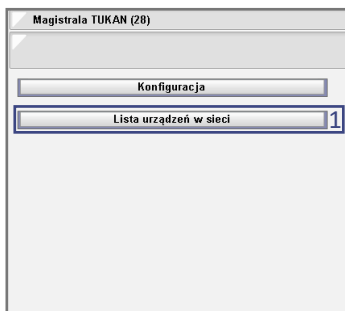 Magistrala TUKAN (28)
Konfiguracja
Lista urządzeń w sieci
1